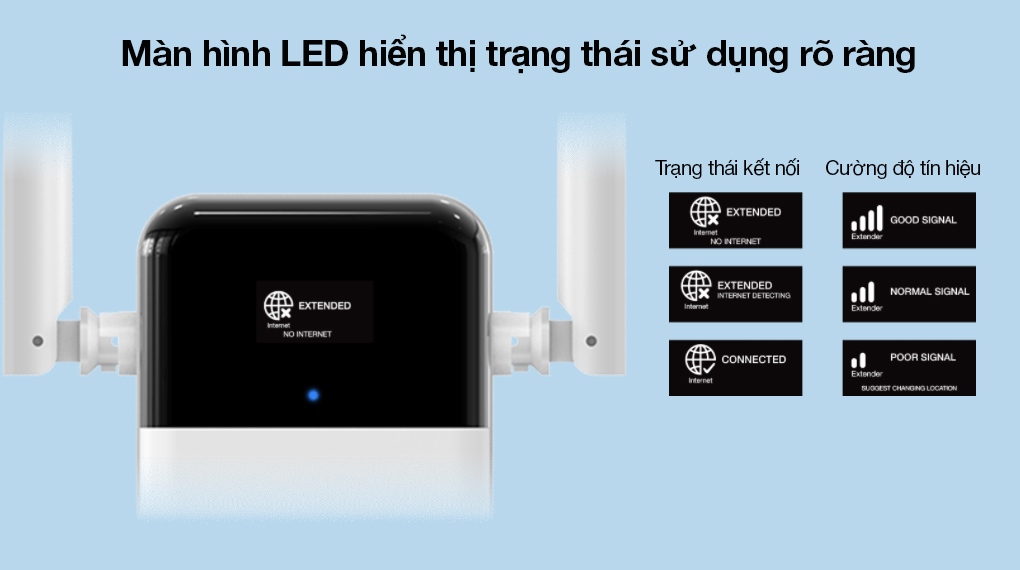 Màn hình LED hiển thị trạng thái sử dụng rõ ràng
EXTENDED
Internet
NO INTERNET
Trạng thái kết nối
EXTENDED
Internet
NO INTERNET
EXTENDED
INTERNET DETECTING
Internet
CONNECTED
Internet
Cường độ tín hiệu
GOOD SIGNAL
Extender
NORMAL SIGNAL
Extender
POOR SIGNAL
Extender
SUGGEST CHANGING LOCATION